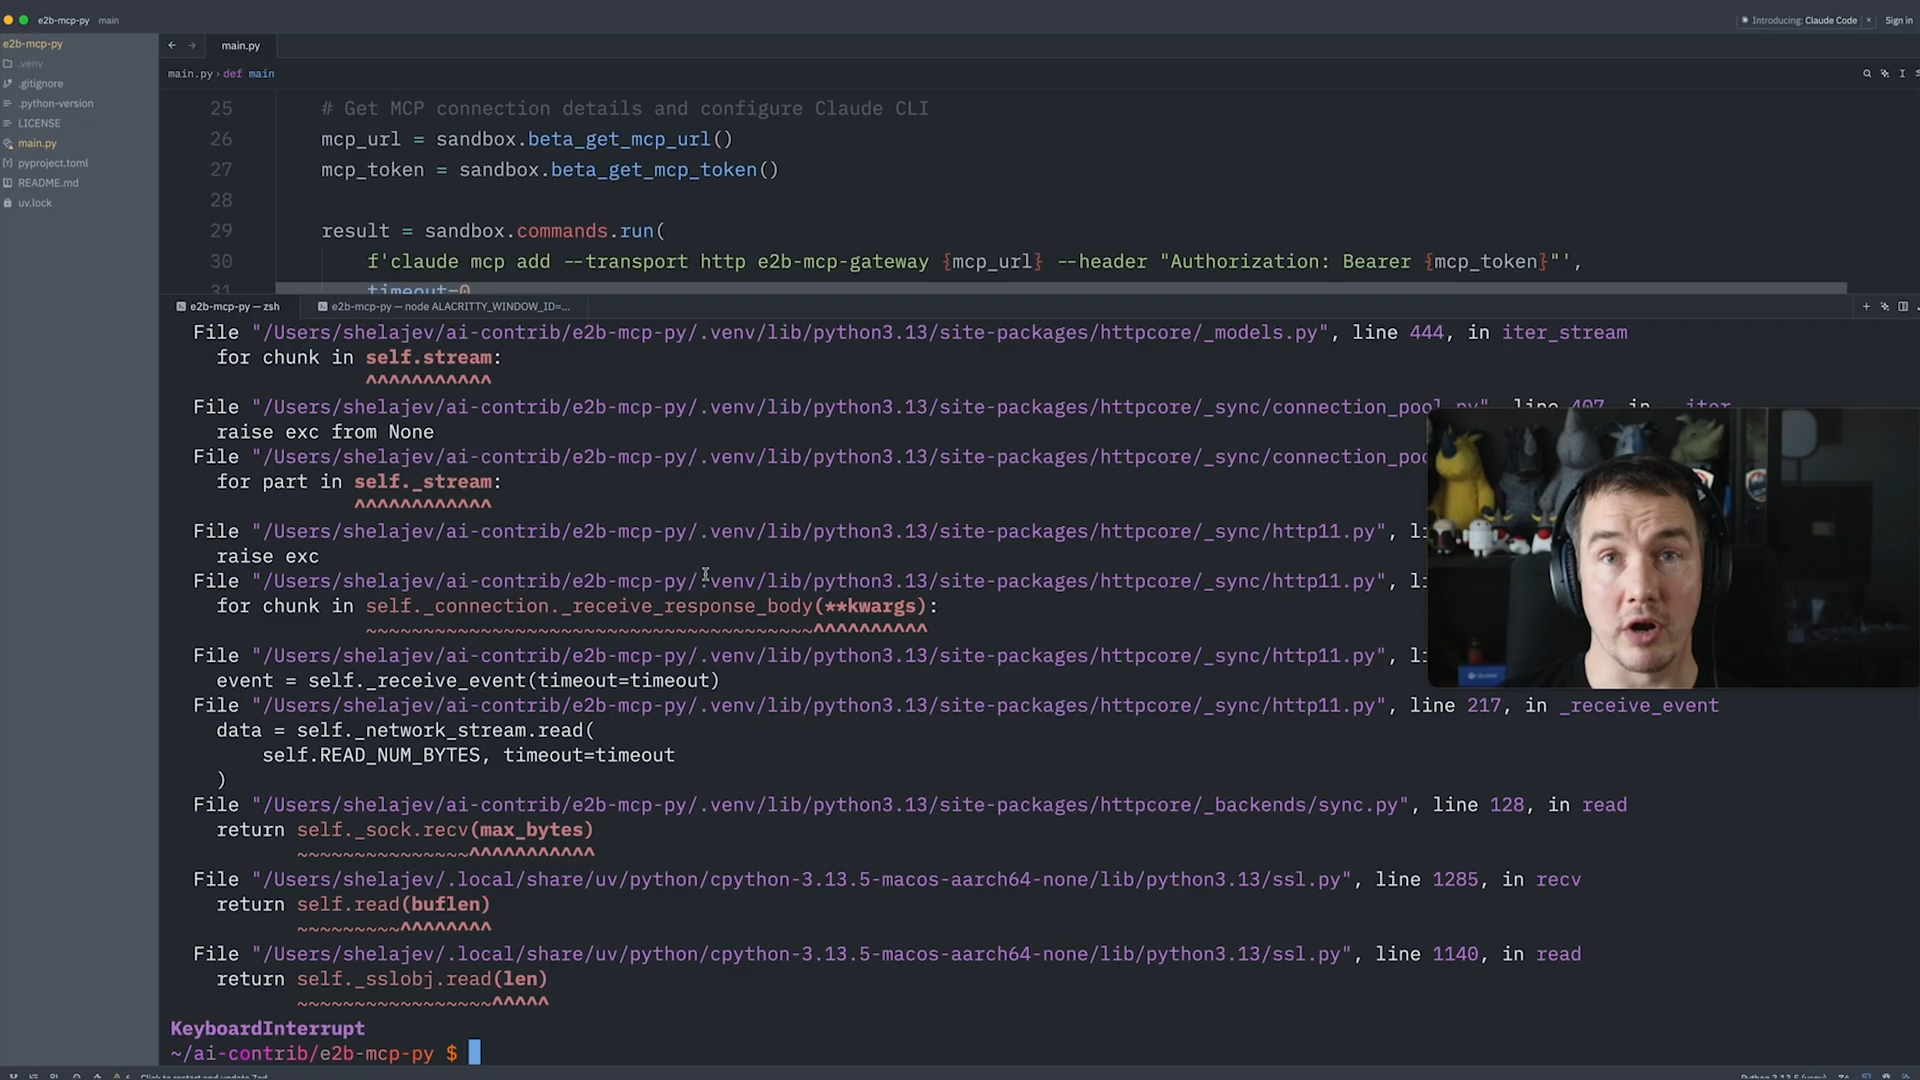 e2b-mcp-py main
Introducing: Claude Code × Sign in
e2b-mcp-py
.venv
.gitignore
.python-version
LICENSE
main.py
pyproject.toml
README.md
uv.lock
← → main.py
main.py › def main
25 # Get MCP connection details and configure Claude CLI
26 mcp_url = sandbox.beta_get_mcp_url()
27 mcp_token = sandbox.beta_get_mcp_token()
28
29 result = sandbox.commands.run(
30 f'claude mcp add --transport http e2b-mcp-gateway {mcp_url} --header "Authorization: Bearer {mcp_token}"',
31 timeout=0
e2b-mcp-py — zsh
e2b-mcp-py — node ALACRITTY_WINDOW_ID=...
File "/Users/shelajev/ai-contrib/e2b-mcp-py/.venv/lib/python3.13/site-packages/httpcore/_models.py", line 444, in iter_stream
for chunk in self.stream:
^^^^^^^^^^^
File "/Users/shelajev/ai-contrib/e2b-mcp-py/.venv/lib/python3.13/site-packages/httpcore/_sync/connection_pool.py", line 407, in __iter__
raise exc from None
File "/Users/shelajev/ai-contrib/e2b-mcp-py/.venv/lib/python3.13/site-packages/httpcore/_sync/connection_poo
for part in self._stream:
^^^^^^^^^^^^
File "/Users/shelajev/ai-contrib/e2b-mcp-py/.venv/lib/python3.13/site-packages/httpcore/_sync/http11.py", li
raise exc
File "/Users/shelajev/ai-contrib/e2b-mcp-py/.venv/lib/python3.13/site-packages/httpcore/_sync/http11.py", li
for chunk in self._connection._receive_response_body(**kwargs):
~~~~~~~~~~~~~~~~~~~~~~~~~~~~~~~~~~~~~~~^^^^^^^^^^
File "/Users/shelajev/ai-contrib/e2b-mcp-py/.venv/lib/python3.13/site-packages/httpcore/_sync/http11.py", li
event = self._receive_event(timeout=timeout)
File "/Users/shelajev/ai-contrib/e2b-mcp-py/.venv/lib/python3.13/site-packages/httpcore/_sync/http11.py", line 217, in _receive_event
data = self._network_stream.read(
self.READ_NUM_BYTES, timeout=timeout
)
File "/Users/shelajev/ai-contrib/e2b-mcp-py/.venv/lib/python3.13/site-packages/httpcore/_backends/sync.py", line 128, in read
return self._sock.recv(max_bytes)
~~~~~~~~~~~~~~~^^^^^^^^^^^
File "/Users/shelajev/.local/share/uv/python/cpython-3.13.5-macos-aarch64-none/lib/python3.13/ssl.py", line 1285, in recv
return self.read(buflen)
~~~~~~~~~^^^^^^^^
File "/Users/shelajev/.local/share/uv/python/cpython-3.13.5-macos-aarch64-none/lib/python3.13/ssl.py", line 1140, in read
return self._sslobj.read(len)
~~~~~~~~~~~~~~~~~^^^^^
KeyboardInterrupt
~/ai-contrib/e2b-mcp-py $
Click to restart and update Zed